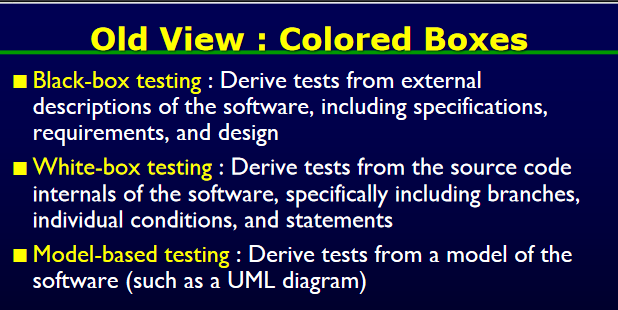 Old View : Colored Boxes
Black-box testing : Derive tests from external
descriptions of the software, including specifications,
requirements, and design
White-box testing : Derive tests from the source code
internals of the software, specifically including branches,
individual conditions, and statements
Model-based testing : Derive tests from a model of the
software (such as a UML diagram)